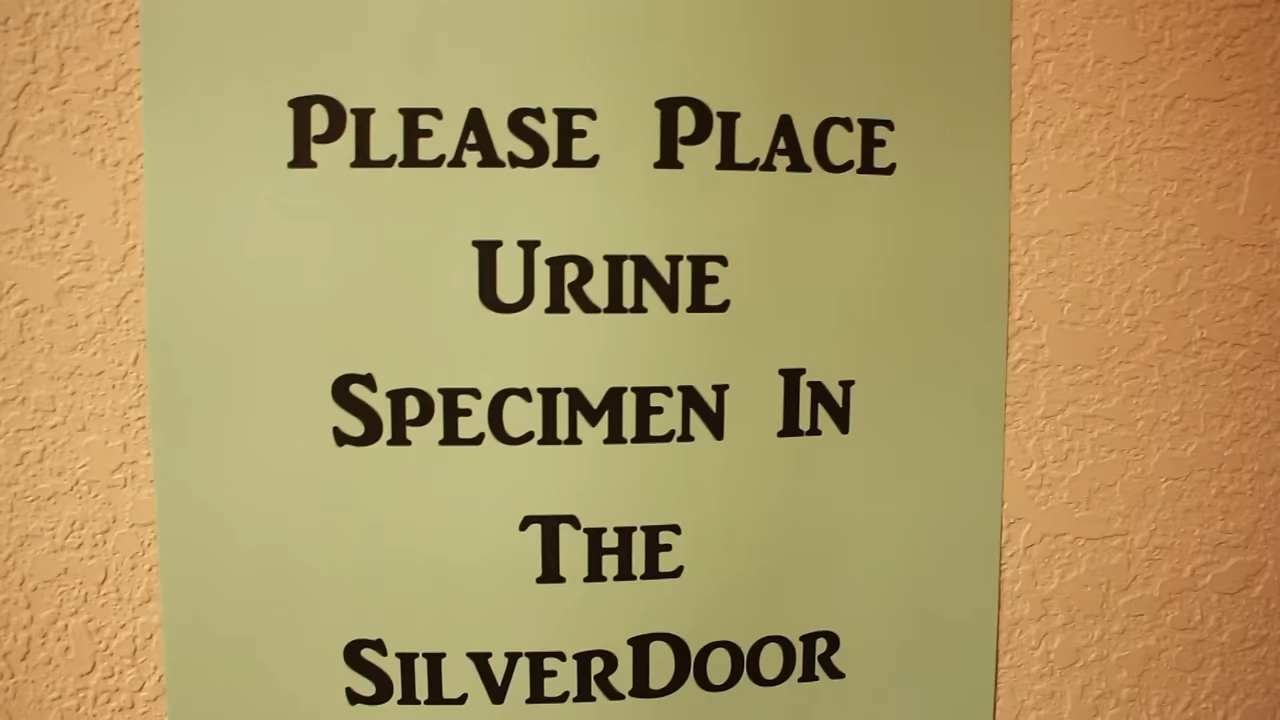 Please Place
Urine
Specimen In
The
SilverDoor